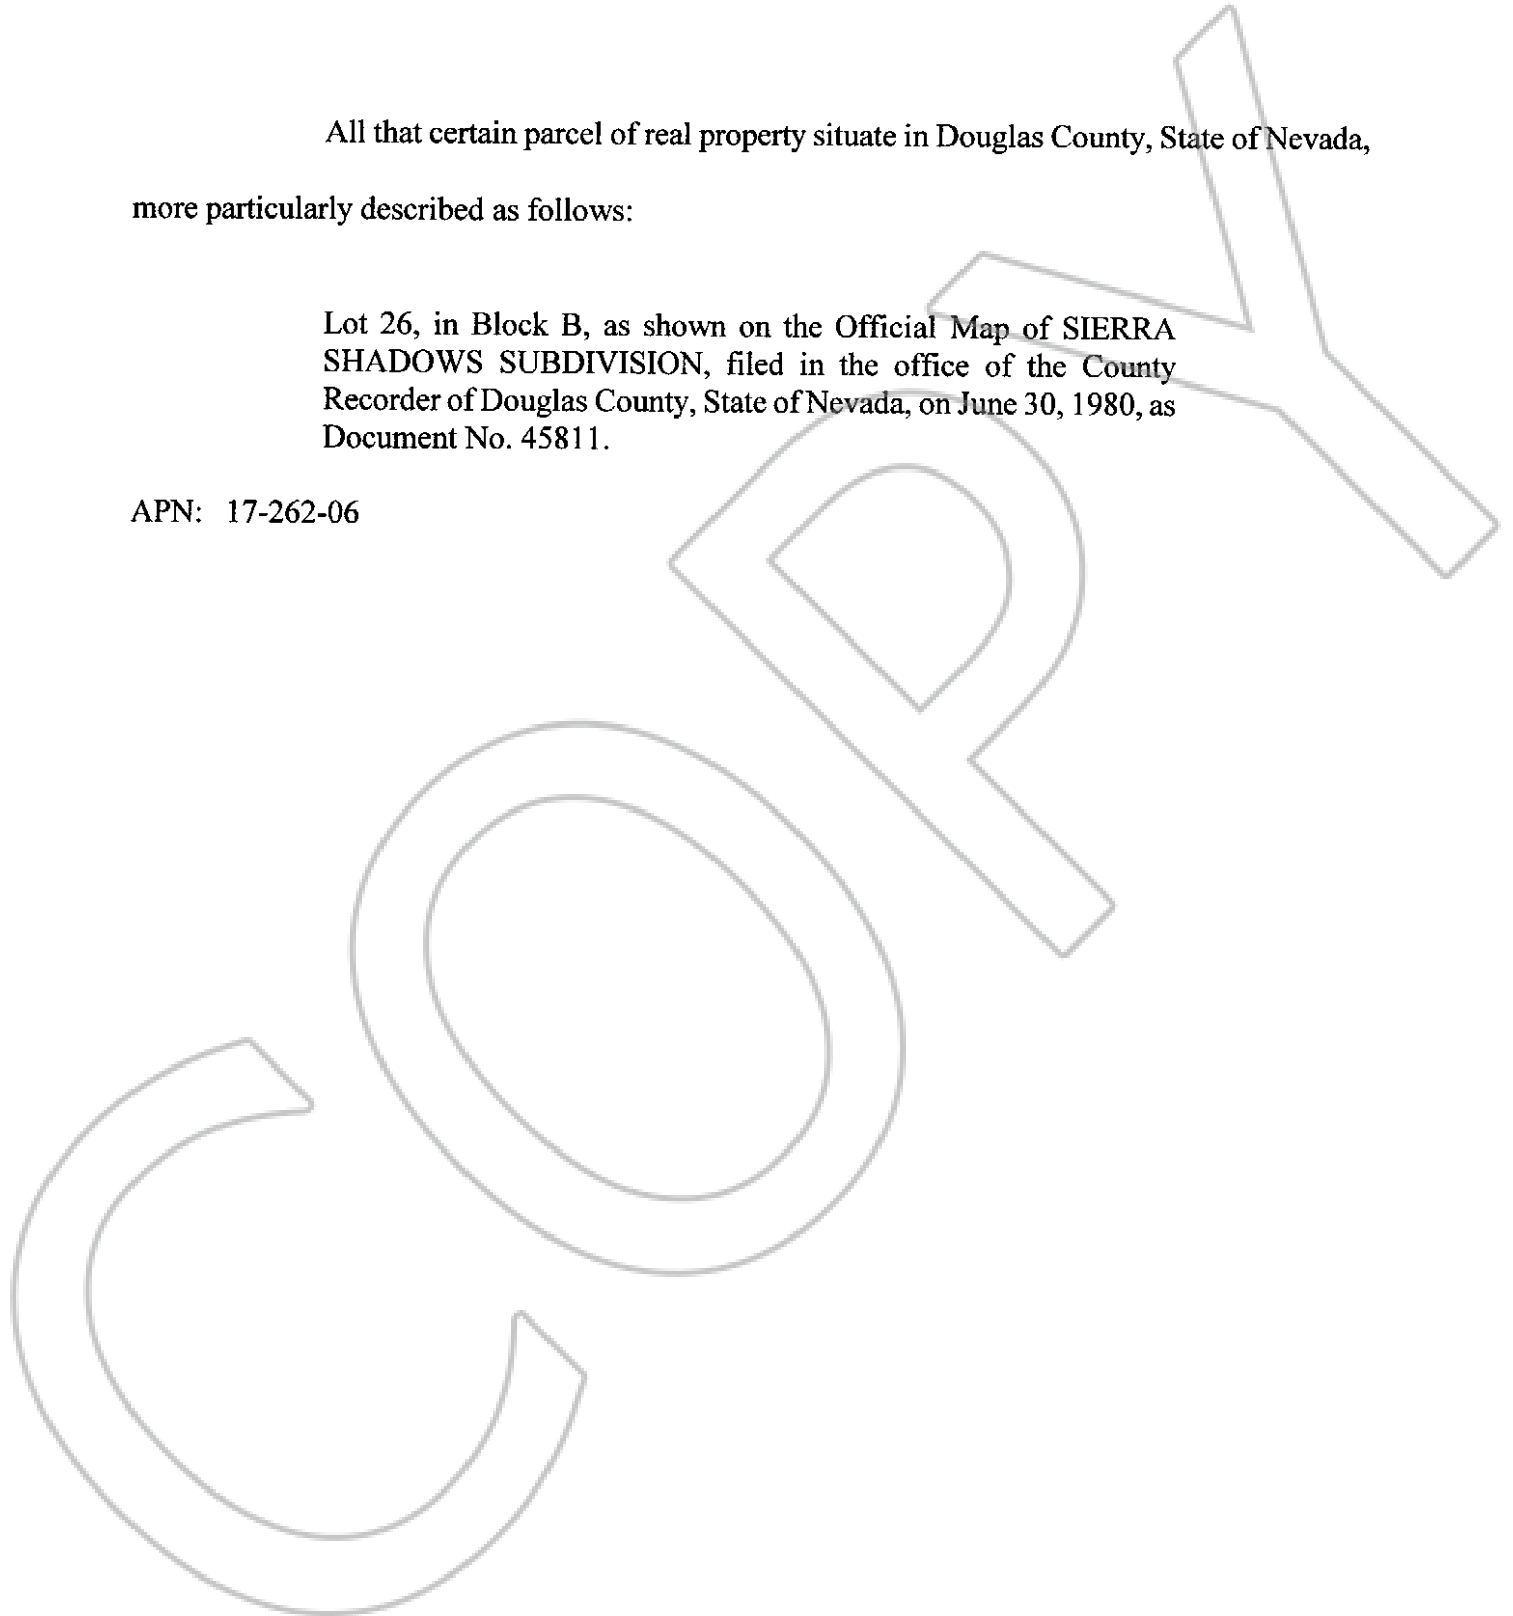 All that certain parcel of real property situate in Douglas County, State of Nevada,
more particularly described as follows:
Lot 26, in Block B, as shown on the Official Map of SIERRA
SHADOWS SUBDIVISION, filed in the office of the County
Recorder of Douglas County, State of Nevada, on June 30, 1980, as
Document No. 45811.
APN: 17-262-06
COPY